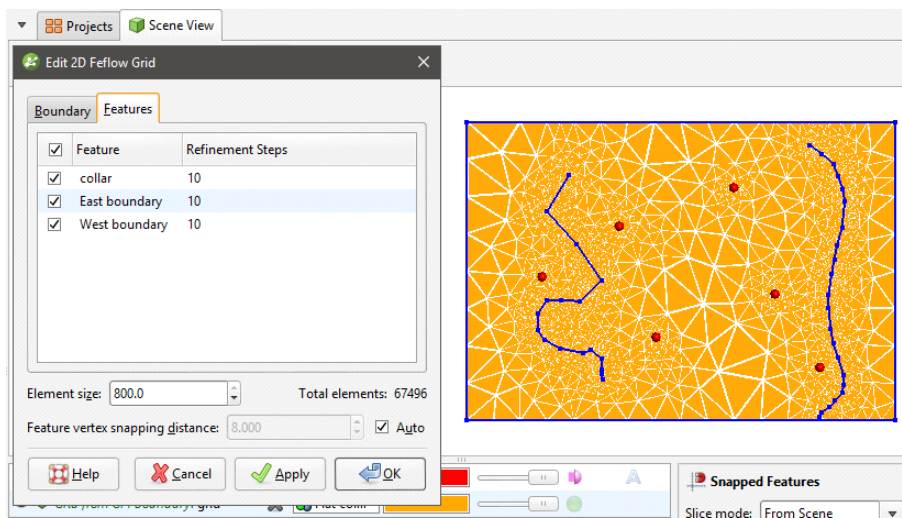 Projects
Scene View
Edit 2D Feflow Grid
Boundary Features
Feature Refinement Steps
collar 10
East boundary 10
West boundary 10
Element size: 800.0 Total elements: 67496
Feature vertex snapping distance: 8.000 Auto
Help Cancel Apply OK
A
Snapped Features
Slice mode: From Scene